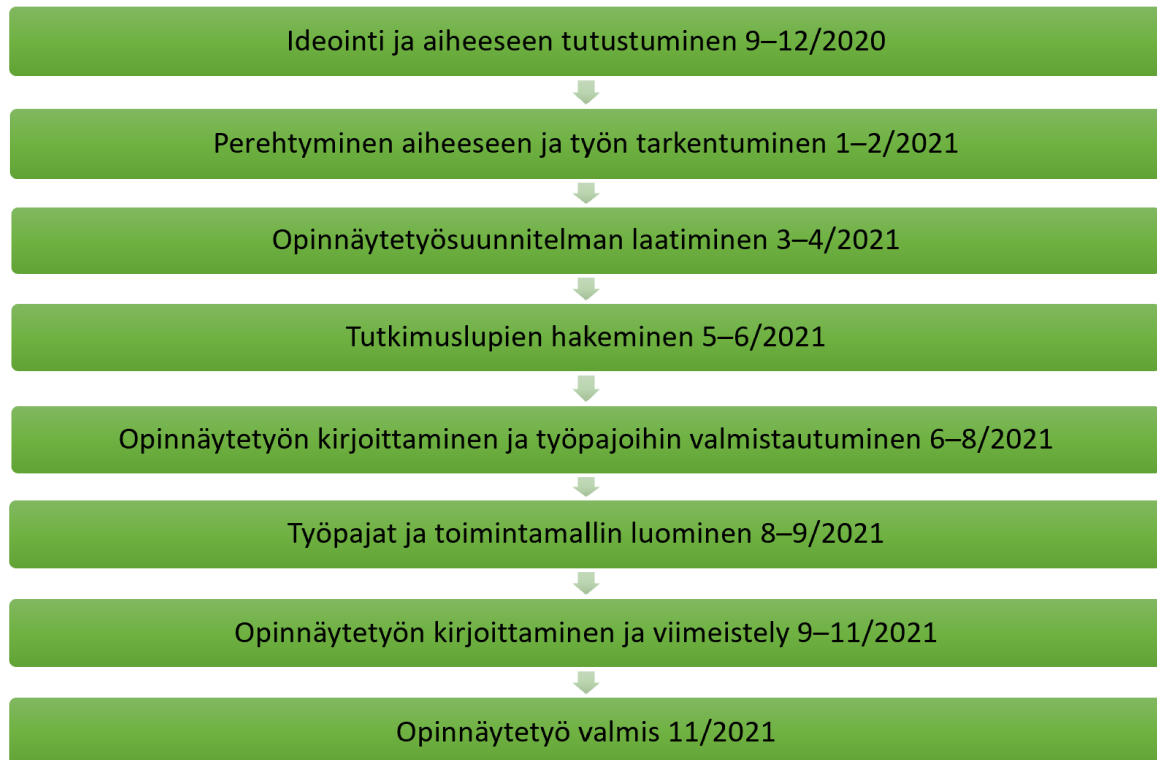 Ideointi ja aiheeseen tutustuminen 9–12/2020
Perehtyminen aiheeseen ja työn tarkentuminen 1–2/2021
Opinnäytetyösuunnitelman laatiminen 3–4/2021
Tutkimuslupien hakeminen 5–6/2021
Opinnäytetyön kirjoittaminen ja työpajoihin valmistautuminen 6–8/2021
Työpajat ja toimintamallin luominen 8–9/2021
Opinnäytetyön kirjoittaminen ja viimeistely 9–11/2021
Opinnäytetyö valmis 11/2021